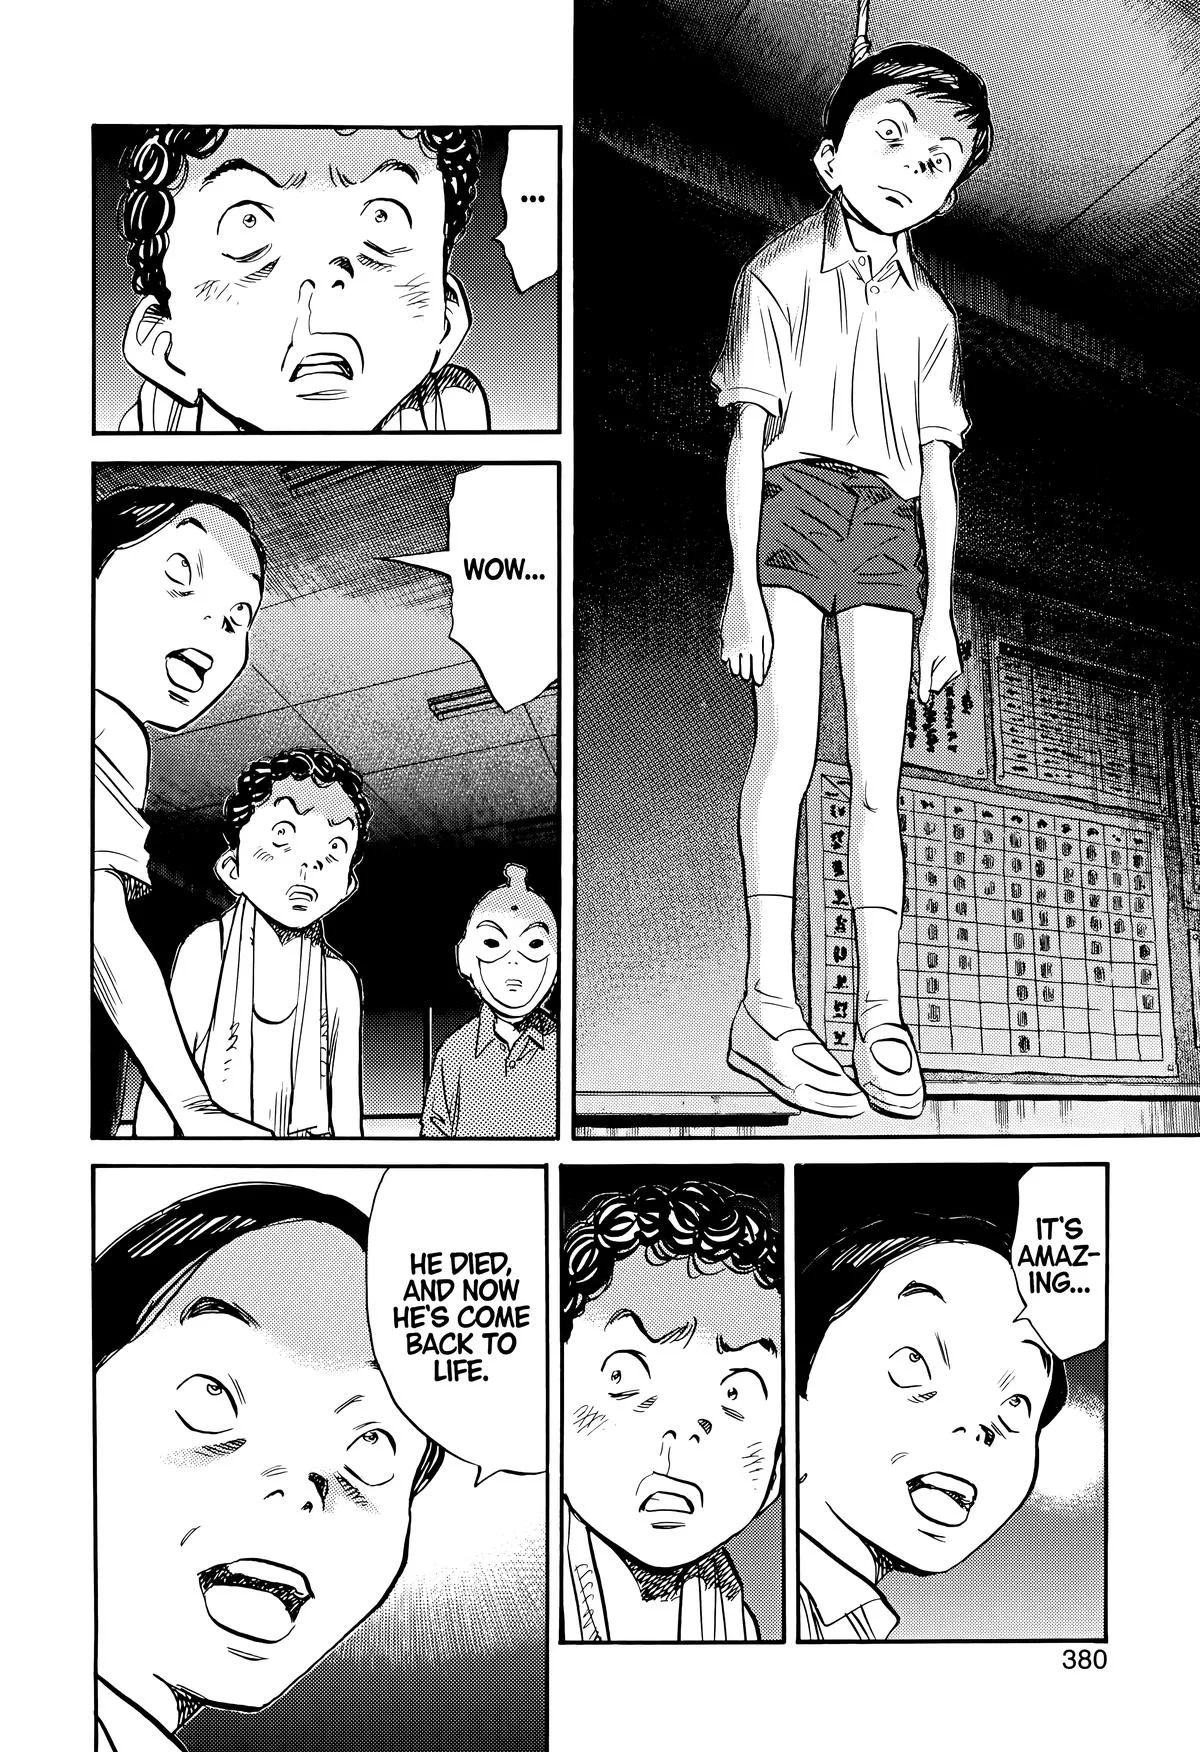 ...
WOW...
IT'S
AMAZ-
ING...
HE DIED,
AND NOW
HE'S COME
BACK TO
LIFE.
380